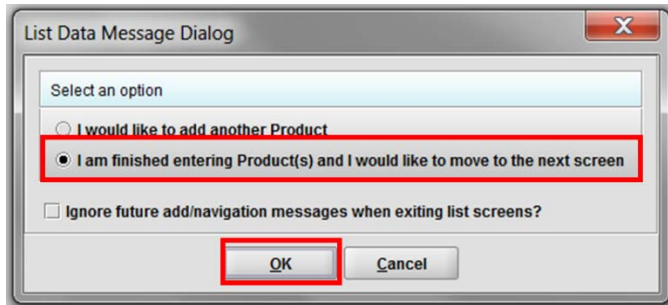 List Data Message Dialog
Select an option
I would like to add another Product
I am finished entering Product(s) and I would like to move to the next screen
Ignore future add/navigation messages when exiting list screens?
OK Cancel